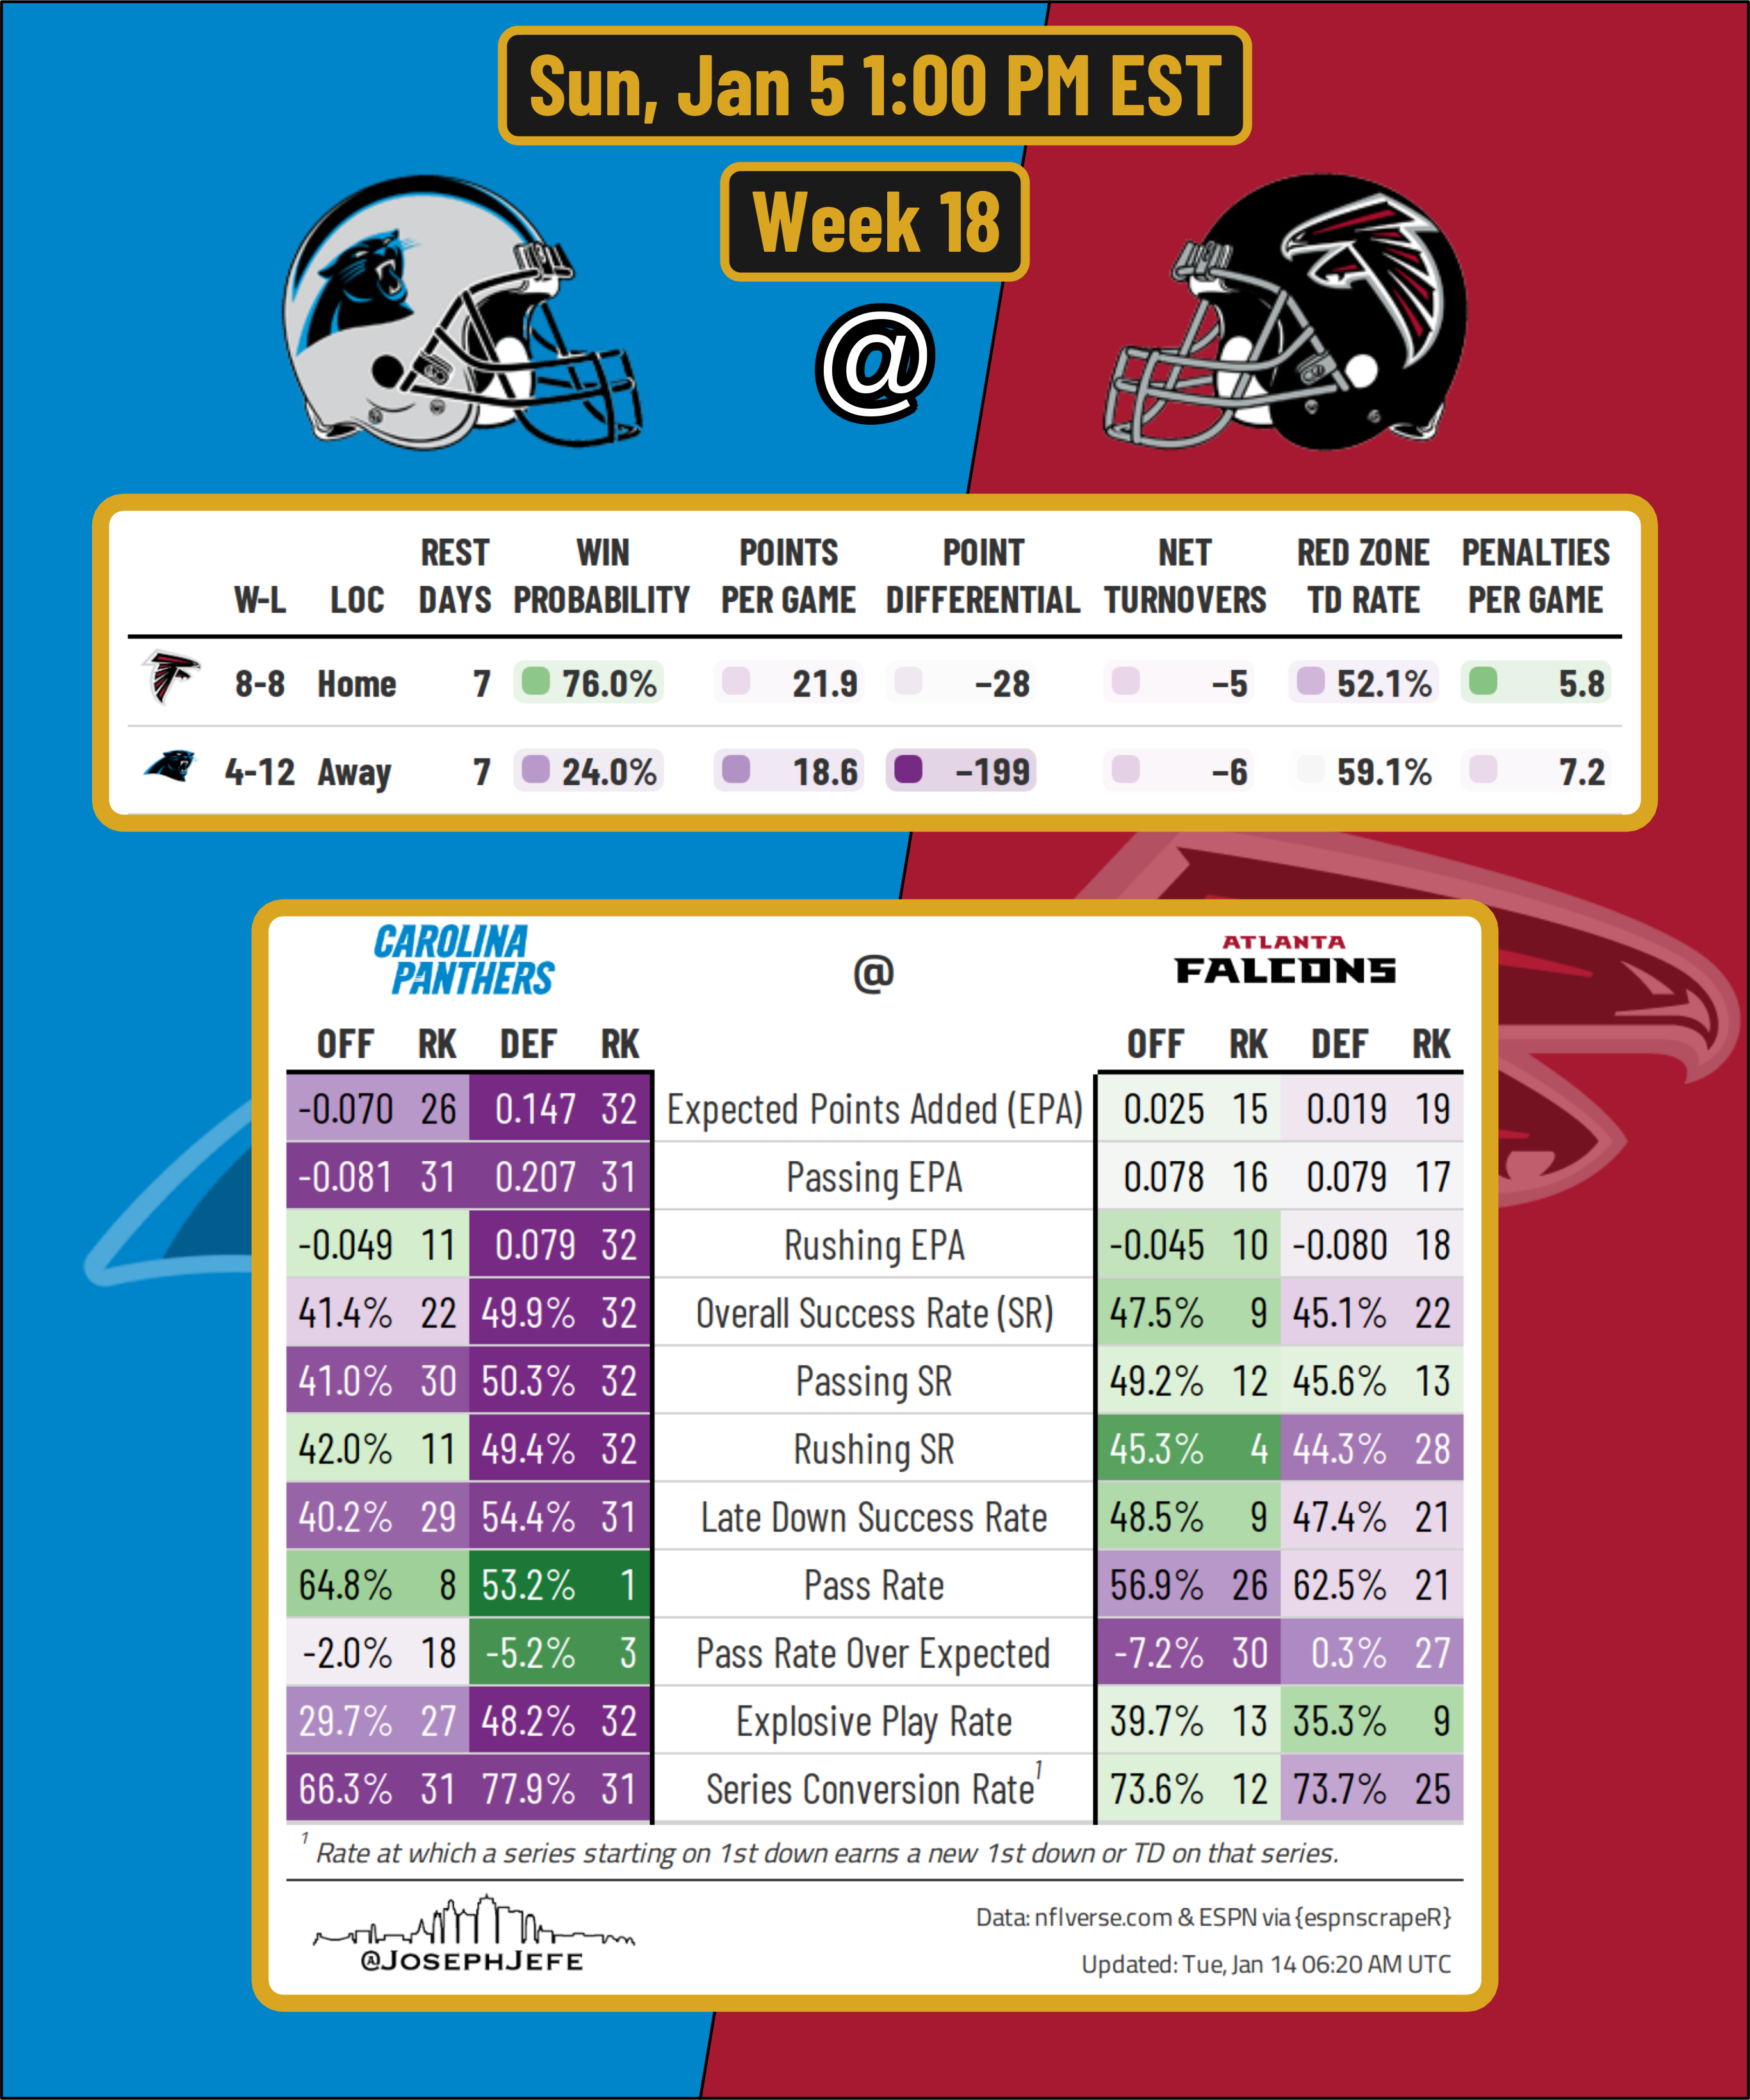 Sun, Jan 5 1:00 PM EST
Week 18
@
W-L LOC REST DAYS WIN PROBABILITY POINTS PER GAME POINT DIFFERENTIAL NET TURNOVERS RED ZONE TD RATE PENALTIES PER GAME
8-8 Home 7 76.0% 21.9 −28 −5 52.1% 5.8
4-12 Away 7 24.0% 18.6 −199 −6 59.1% 7.2
CAROLINA
PANTHERS
@
ATLANTA
FALCONS
OFF RK DEF RK OFF RK DEF RK
-0.070 26 0.147 32 Expected Points Added (EPA) 0.025 15 0.019 19
-0.081 31 0.207 31 Passing EPA 0.078 16 0.079 17
-0.049 11 0.079 32 Rushing EPA -0.045 10 -0.080 18
41.4% 22 49.9% 32 Overall Success Rate (SR) 47.5% 9 45.1% 22
41.0% 30 50.3% 32 Passing SR 49.2% 12 45.6% 13
42.0% 11 49.4% 32 Rushing SR 45.3% 4 44.3% 28
40.2% 29 54.4% 31 Late Down Success Rate 48.5% 9 47.4% 21
64.8% 8 53.2% 1 Pass Rate 56.9% 26 62.5% 21
-2.0% 18 -5.2% 3 Pass Rate Over Expected -7.2% 30 0.3% 27
29.7% 27 48.2% 32 Explosive Play Rate 39.7% 13 35.3% 9
66.3% 31 77.9% 31 Series Conversion Rate¹ 73.6% 12 73.7% 25
¹ Rate at which a series starting on 1st down earns a new 1st down or TD on that series.
@JOSEPHJEFE
Data: nflverse.com & ESPN via {espnscrapeR}
Updated: Tue, Jan 14 06:20 AM UTC